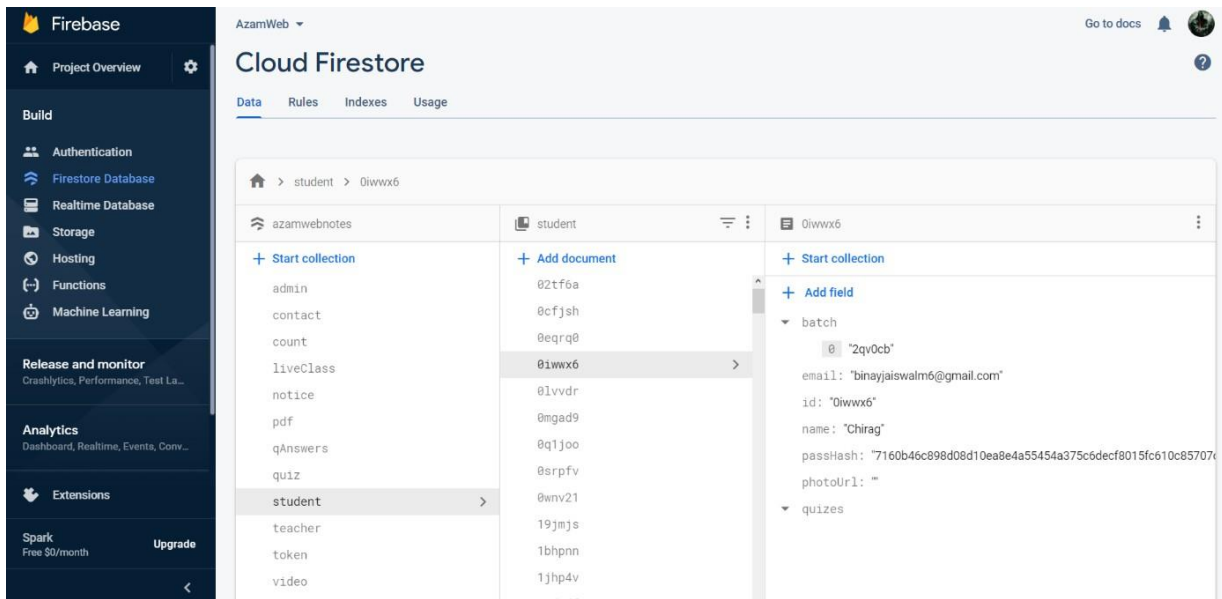 Firebase
Project Overview
Build
Authentication
Firestore Database
Realtime Database
Storage
Hosting
Functions
Machine Learning
Release and monitor
Crashlytics, Performance, Test La...
Analytics
Dashboard, Realtime, Events, Conv...
Extensions
Spark
Free $0/month
Upgrade
AzamWeb
Go to docs
Cloud Firestore
Data Rules Indexes Usage
> student > 0iwwx6
azamwebnotes
+ Start collection
admin
contact
count
liveClass
notice
pdf
qAnswers
quiz
student >
teacher
token
video
student
+ Add document
02tf6a
0cfjsh
0eqrq0
0iwwx6 >
0lvvdr
0mgad9
0q1joo
0srpfv
0wnv21
19jmjs
1bhpnn
1jhp4v
0iwwx6
+ Start collection
+ Add field
batch
0 "2qv0cb"
email: "binayjaiswalm6@gmail.com"
id: "0iwwx6"
name: "Chirag"
passHash: "7160b46c898d08d10ea8e4a55454a375c6decf8015fc610c85707c
photoUrl: ""
quizes